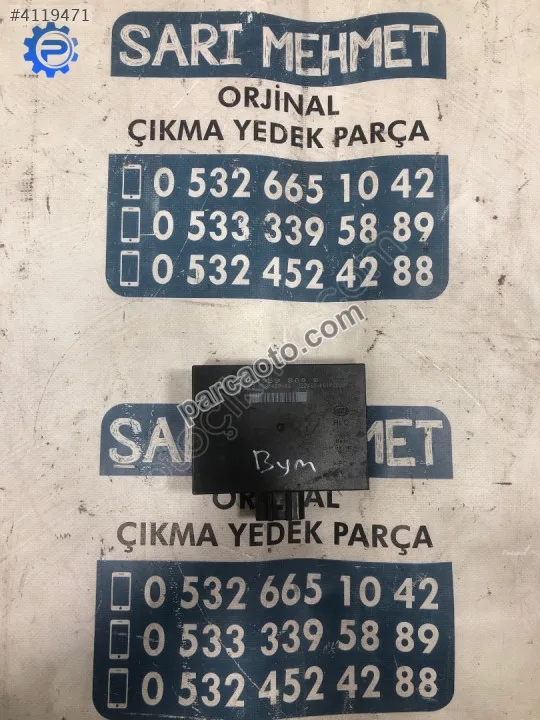 #4119471
SARI MEHMET
ORJİNAL
ÇIKMA YEDEK PARÇA
0 532 665 10 42
0 533 339 58 89
0 532 452 42 88
parcaoto.com
Bym
SARI MEHMET
ORJİNAL
ÇIKMA YEDEK PARÇA
0 532 665 10 42
0 533 339 58 89
0 532 452 42 88